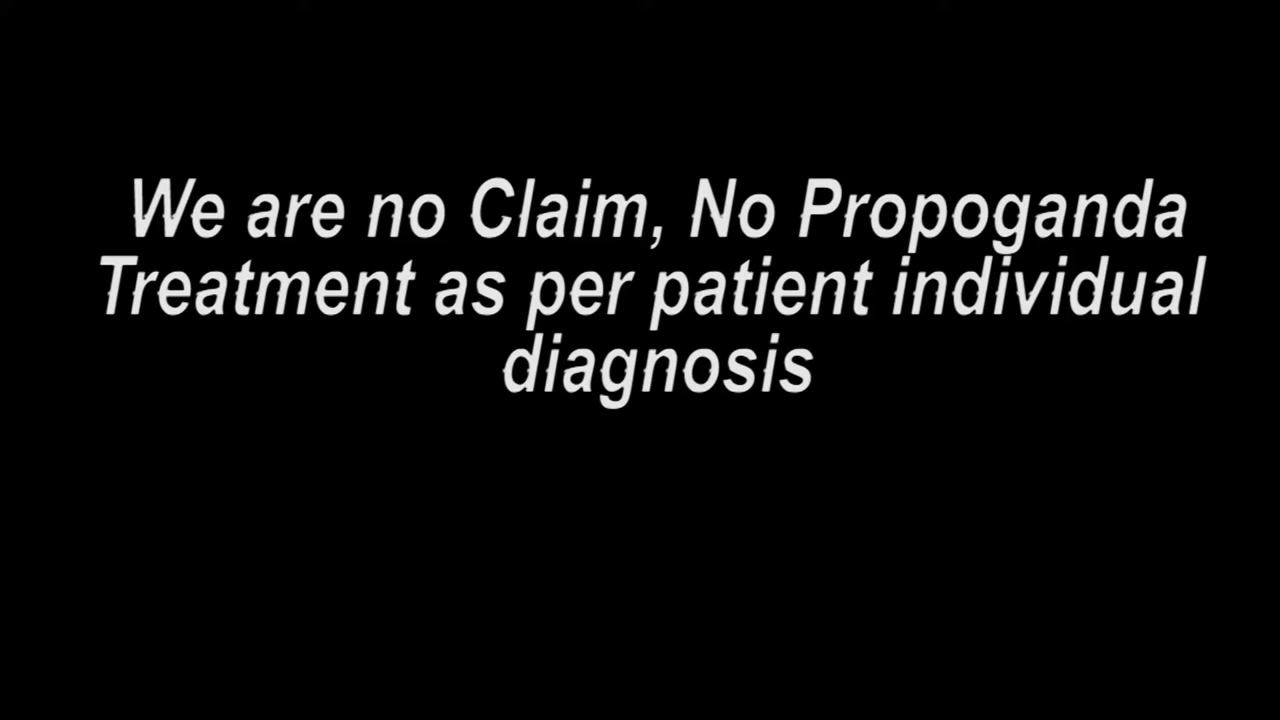 We are no Claim, No Propoganda
Treatment as per patient individual
diagnosis